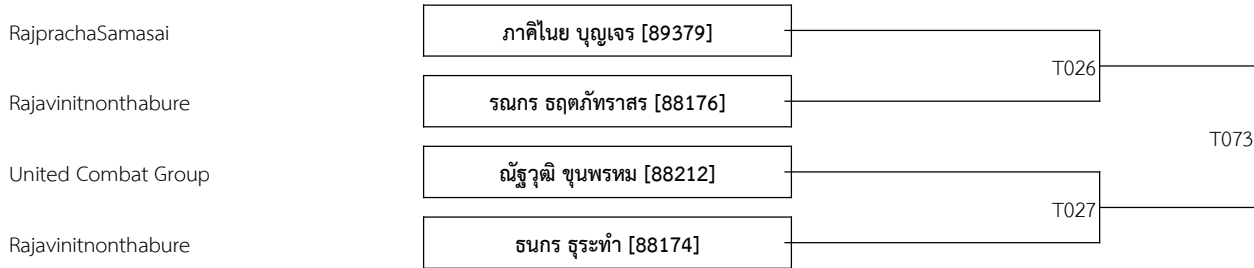 RajprachaSamasai ภาคิไนย บุญเจร [89379]
T026
Rajavinitnonthabure รณกร ธฤตภัทราสร [88176]
T073
United Combat Group ณัฐวุฒิ ขุนพรหม [88212]
T027
Rajavinitnonthabure ธนกร ธุระทำ [88174]